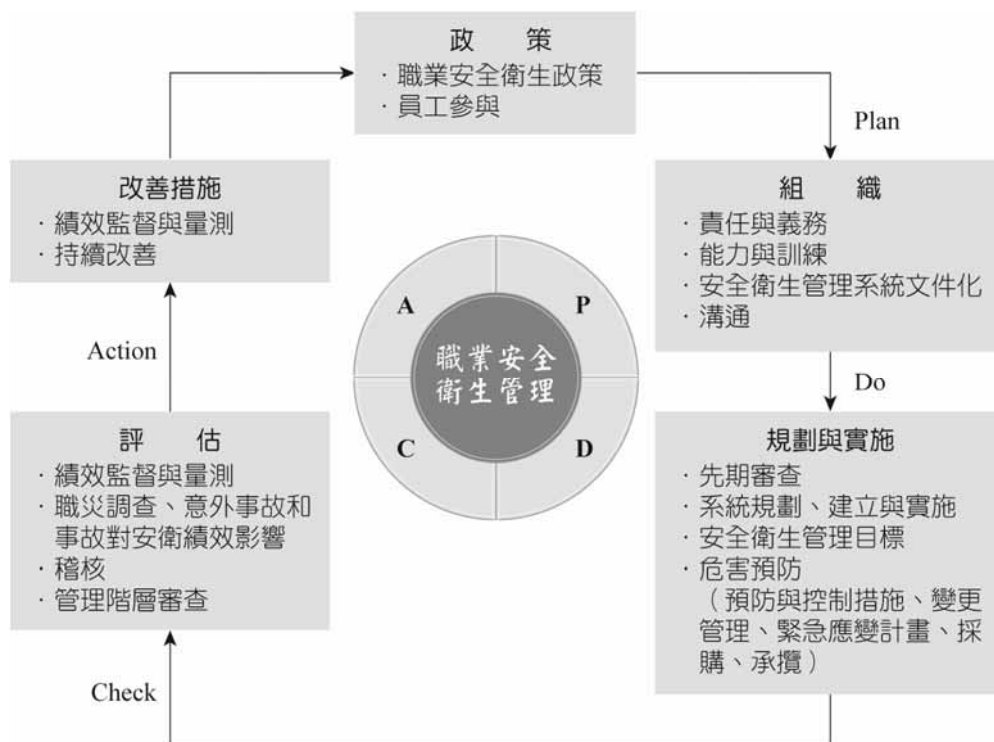 政　　策
·職業安全衛生政策
·員工參與
Plan
組　　織
·責任與義務
·能力與訓練
·安全衛生管理系統文件化
·溝通
Do
規劃與實施
·先期審查
·系統規劃、建立與實施
·安全衛生管理目標
·危害預防
（預防與控制措施、變更
管理、緊急應變計畫、採
購、承攬）
Check
評　　估
·績效監督與量測
·職災調查、意外事故和
事故對安衛績效影響
·稽核
·管理階層審查
Action
改善措施
·績效監督與量測
·持續改善
A
P
職業安全
衛生管理
C
D